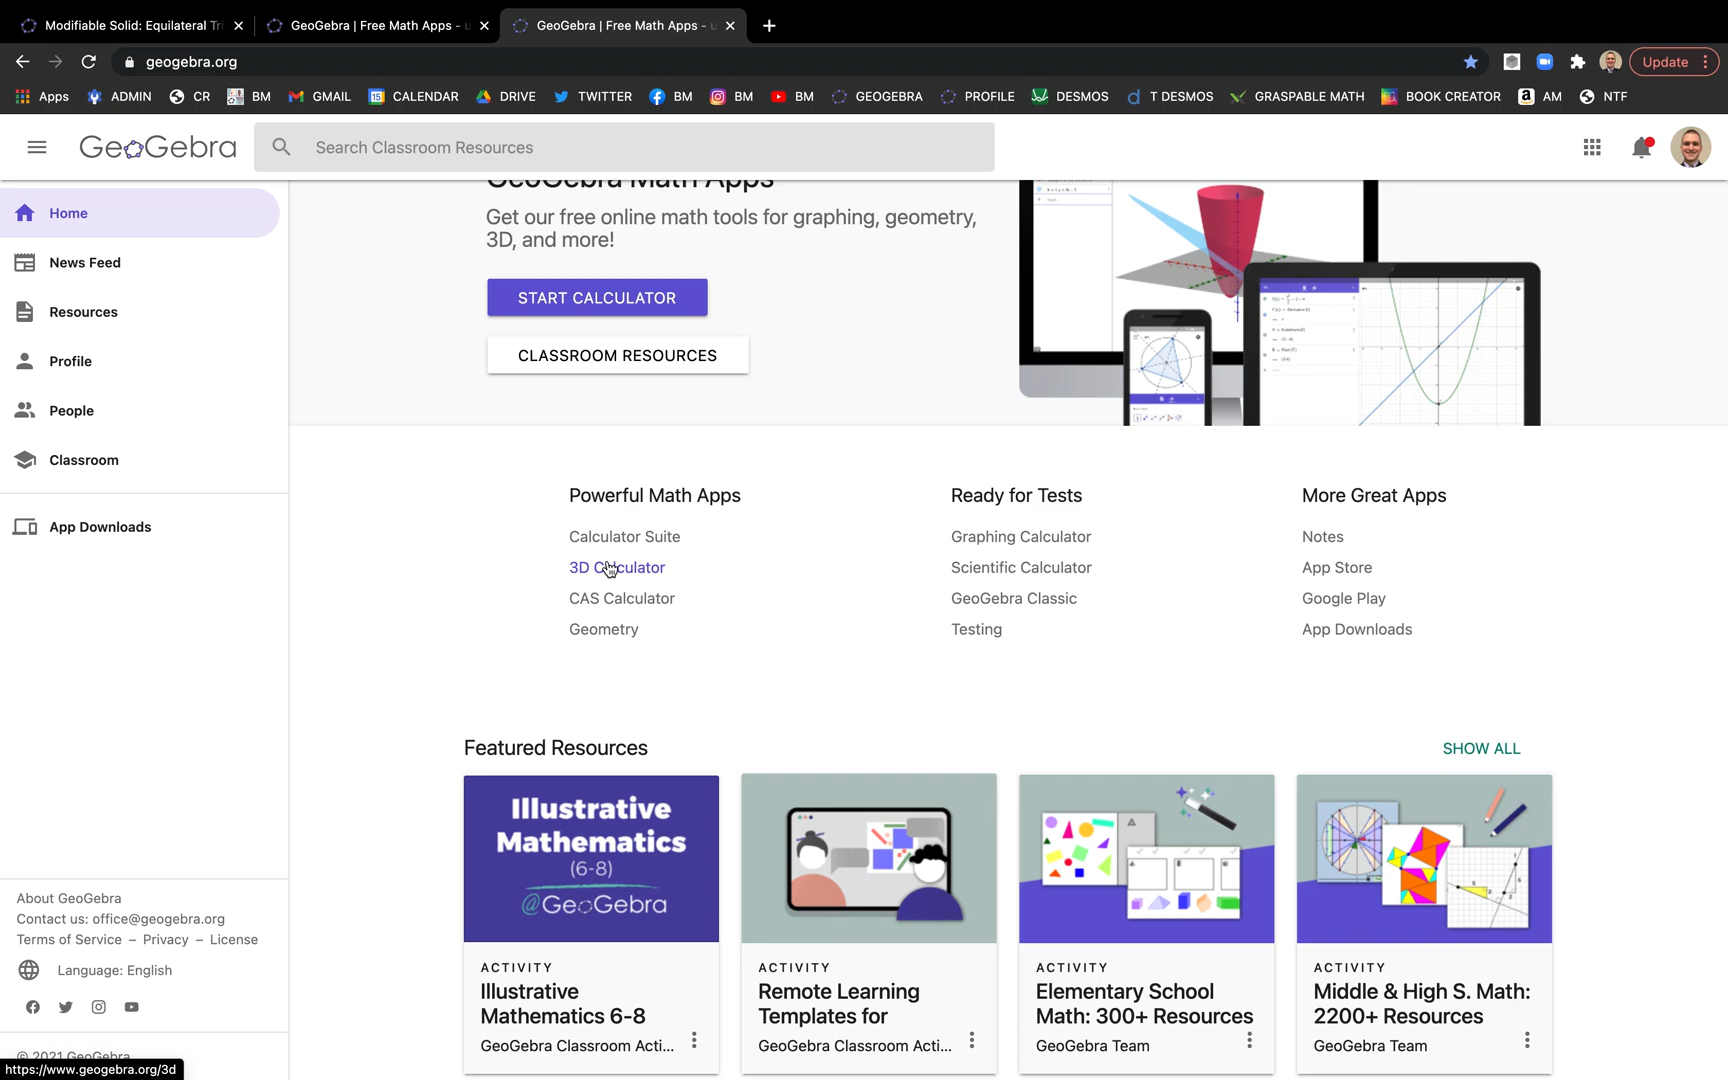 Modifiable Solid: Equilateral Tri
GeoGebra | Free Math Apps - u
GeoGebra | Free Math Apps - u
geogebra.org
Update
Apps
ADMIN
CR
BM
GMAIL
CALENDAR
DRIVE
TWITTER
BM
BM
BM
GEOGEBRA
PROFILE
DESMOS
T DESMOS
GRASPABLE MATH
BOOK CREATOR
AM
NTF
GeoGebra
Search Classroom Resources
Home
News Feed
Resources
Profile
People
Classroom
App Downloads
GeoGebra Math Apps
Get our free online math tools for graphing, geometry,
3D, and more!
START CALCULATOR
CLASSROOM RESOURCES
Powerful Math Apps
Calculator Suite
3D Calculator
CAS Calculator
Geometry
Ready for Tests
Graphing Calculator
Scientific Calculator
GeoGebra Classic
Testing
More Great Apps
Notes
App Store
Google Play
App Downloads
Featured Resources
SHOW ALL
Illustrative
Mathematics
(6-8)
@GeoGebra
ACTIVITY
Illustrative
Mathematics 6-8
GeoGebra Classroom Acti...
ACTIVITY
Remote Learning
Templates for
GeoGebra Classroom Acti...
ACTIVITY
Elementary School
Math: 300+ Resources
GeoGebra Team
ACTIVITY
Middle & High S. Math:
2200+ Resources
GeoGebra Team
About GeoGebra
Contact us: office@geogebra.org
Terms of Service – Privacy – License
Language: English
© 2021 GeoGebra
https://www.geogebra.org/3d